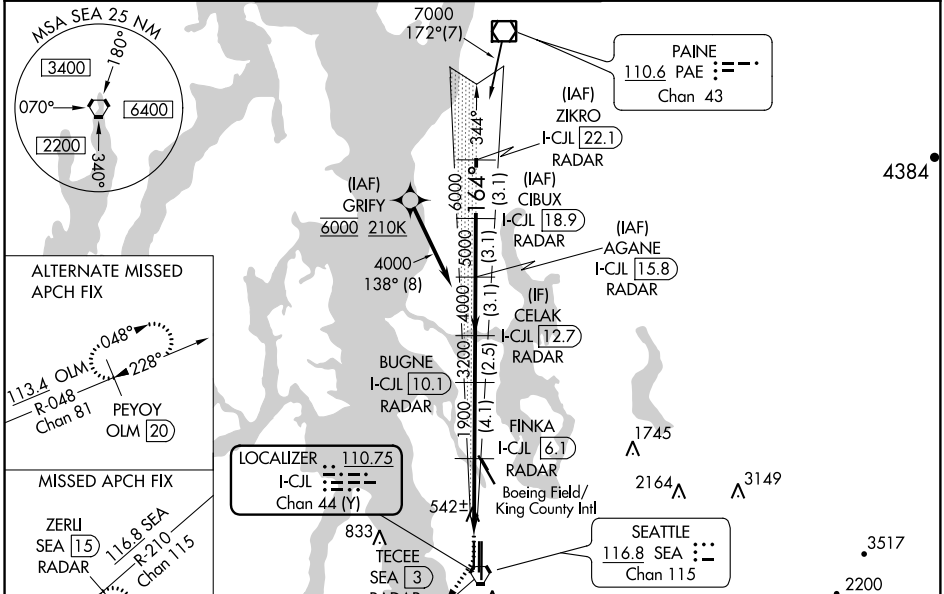 MSA SEA 25 NM
180°
3400
070°
6400
2200
340°
7000
172°(7)
PAINE
110.6 PAE
Chan 43
344°
(IAF)
ZIKRO
I-CJL 22.1
RADAR
4384
6000
164°
(3.1)
(IAF)
CIBUX
I-CJL 18.9
RADAR
(IAF)
GRIFY
6000 210K
4000
138° (8)
5000
(3.1)
(IAF)
AGANE
I-CJL 15.8
RADAR
4000
(3.1)
(IF)
CELAK
I-CJL 12.7
RADAR
3200
(2.5)
BUGNE
I-CJL 10.1
RADAR
1900
(4.1)
FINKA
I-CJL 6.1
RADAR
Boeing Field/
King County Intl
1745
2164
3149
ALTERNATE MISSED
APCH FIX
048°
228°
113.4 OLM
R-048
Chan 81
PEYOY
OLM 20
LOCALIZER 110.75
I-CJL
Chan 44 (Y)
542±
833
MISSED APCH FIX
ZERLI
SEA 15
RADAR
116.8 SEA
R-210
Chan 115
TECEE
SEA 3
RADAR
SEATTLE
116.8 SEA
Chan 115
3517
2200